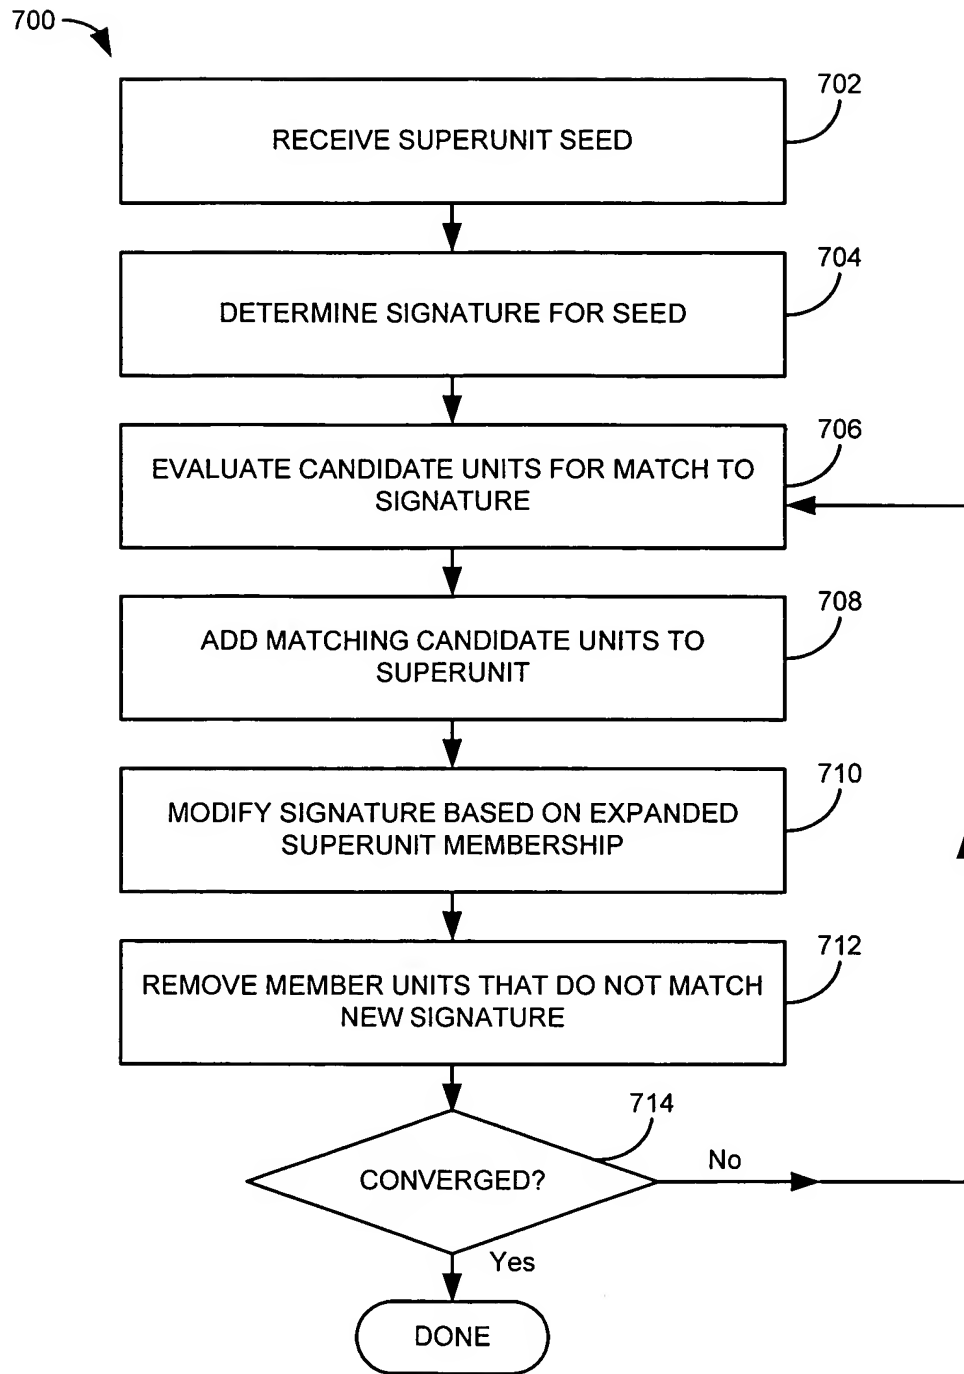 700
702
RECEIVE SUPERUNIT SEED
704
DETERMINE SIGNATURE FOR SEED
706
EVALUATE CANDIDATE UNITS FOR MATCH TO
SIGNATURE
708
ADD MATCHING CANDIDATE UNITS TO
SUPERUNIT
710
MODIFY SIGNATURE BASED ON EXPANDED
SUPERUNIT MEMBERSHIP
712
REMOVE MEMBER UNITS THAT DO NOT MATCH
NEW SIGNATURE
714
CONVERGED?
No
Yes
DONE